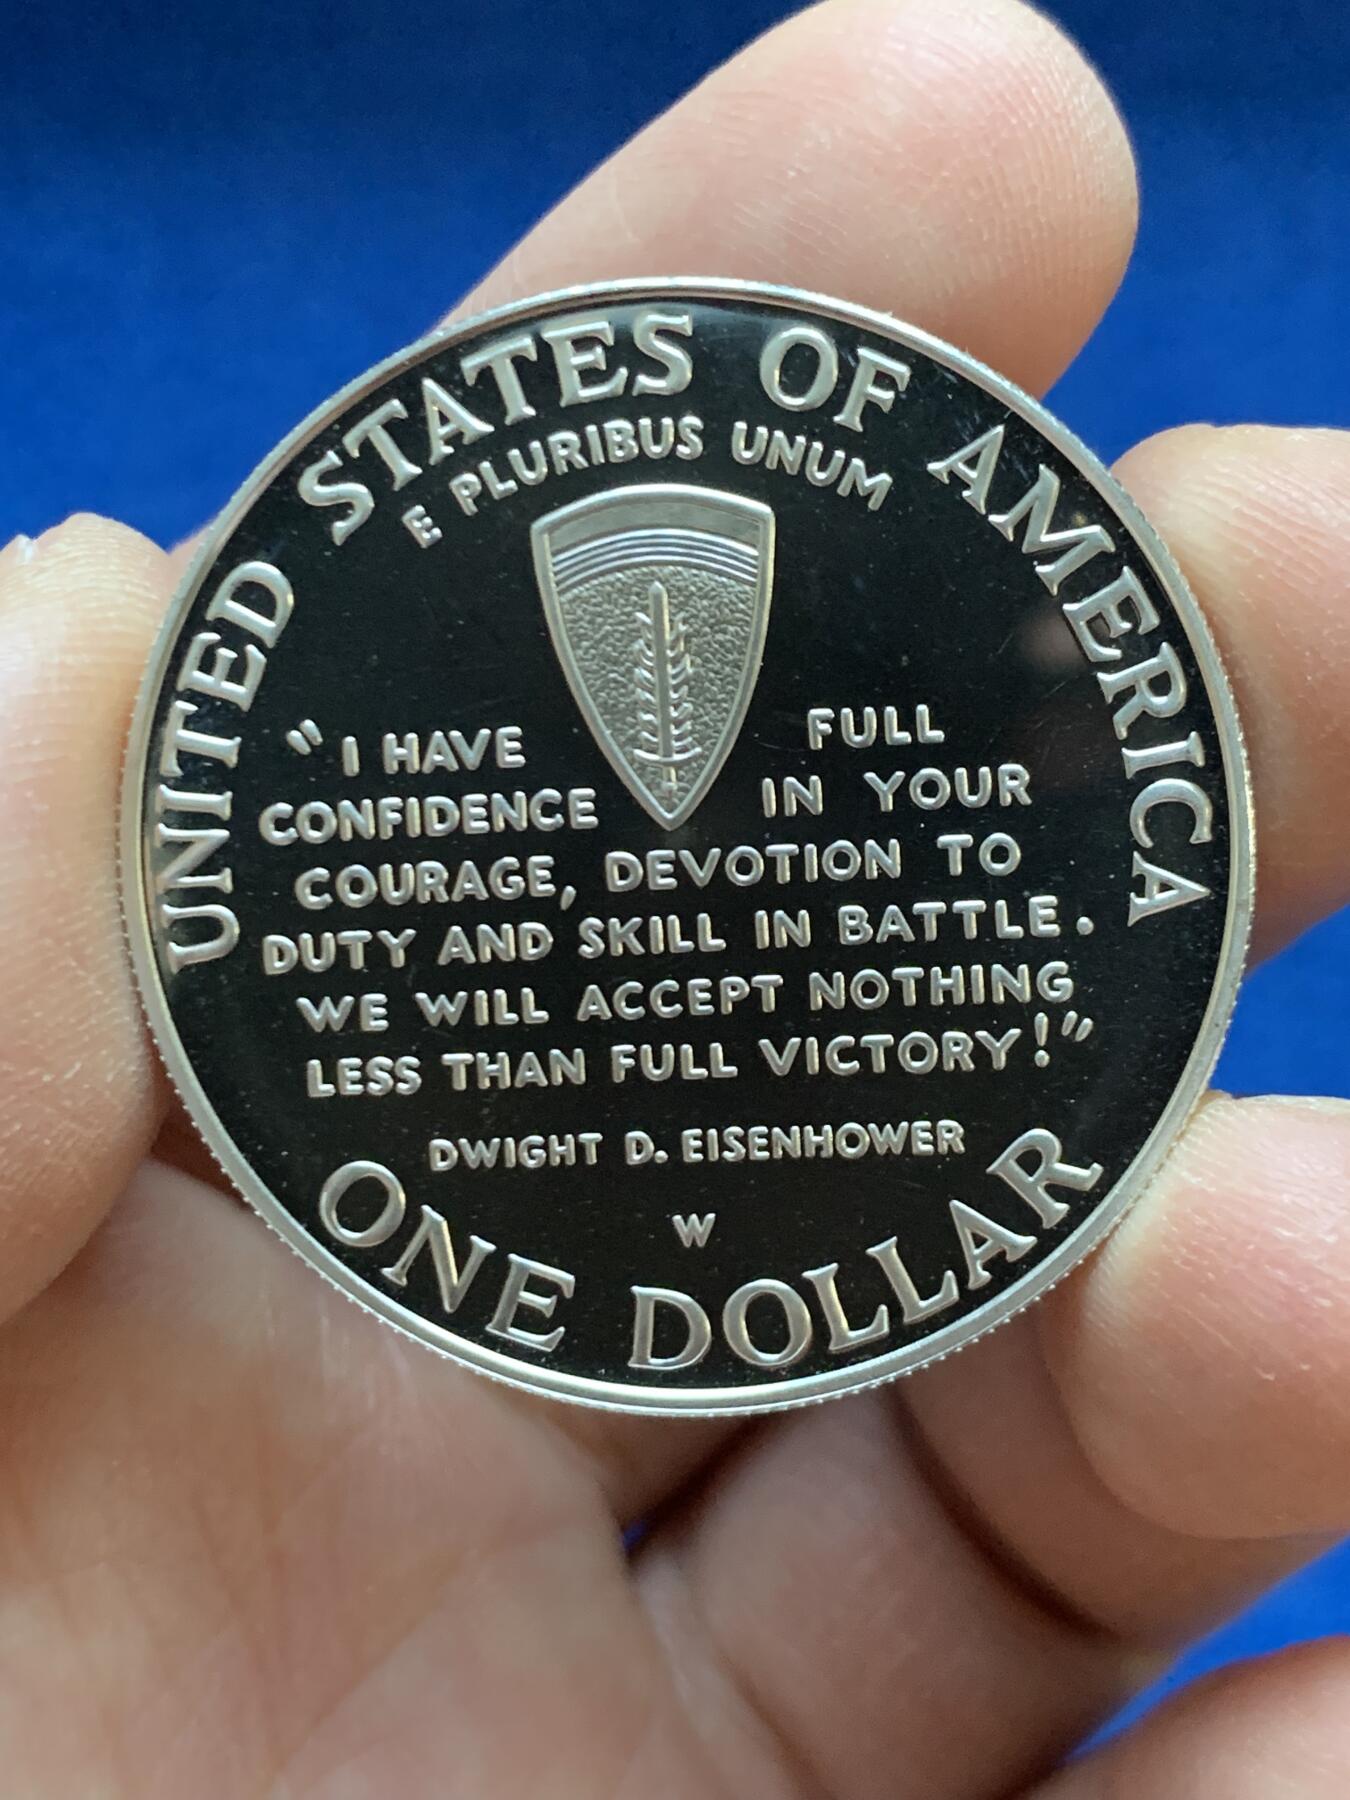 UNITED STATES OF AMERICA
E PLURIBUS UNUM
"I HAVE FULL
CONFIDENCE IN YOUR
COURAGE, DEVOTION TO
DUTY AND SKILL IN BATTLE.
WE WILL ACCEPT NOTHING
LESS THAN FULL VICTORY!"
DWIGHT D. EISENHOWER
W
ONE DOLLAR